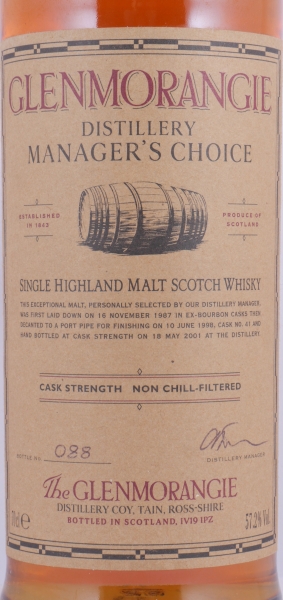 GLENMORANGIE
DISTILLERY
MANAGER'S CHOICE
ESTABLISHED
IN 1843
PRODUCE OF
SCOTLAND
SINGLE HIGHLAND MALT SCOTCH WHISKY
THIS EXCEPTIONAL MALT, PERSONALLY SELECTED BY OUR DISTILLERY MANAGER,
WAS FIRST LAID DOWN ON 16 NOVEMBER 1987 IN EX-BOURBON CASKS THEN
DECANTED TO A PORT PIPE FOR FINISHING ON 10 JUNE 1998, CASK NO. 41 AND
HAND BOTTLED AT CASK STRENGTH ON 18 MAY 2001 AT THE DISTILLERY.
CASK STRENGTH NON CHILL-FILTERED
BOTTLE NO. 088
DISTILLERY MANAGER
The GLENMORANGIE
DISTILLERY COY, TAIN, ROSS-SHIRE
70cl e BOTTLED IN SCOTLAND, IV19 1PZ 57.2% Vol.